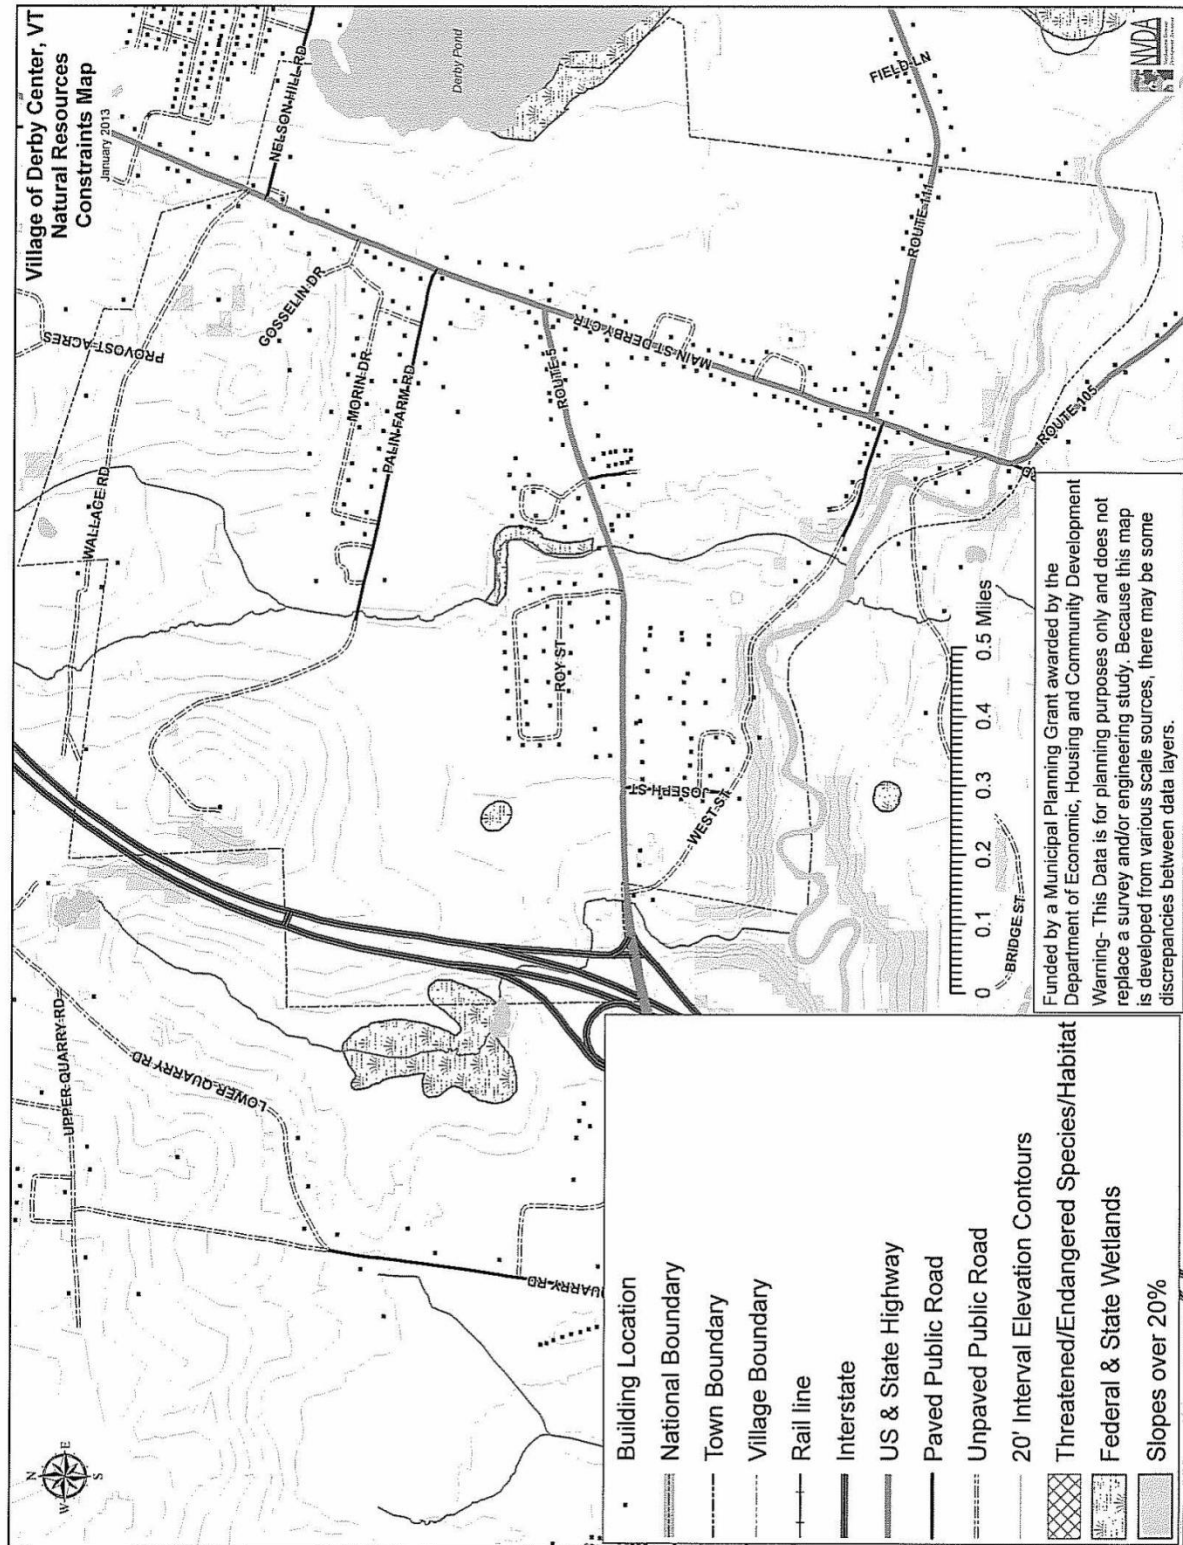 Village of Derby Center, VT
Natural Resources
Constraints Map
January 2013
N
E
S
W
UPPER-QUARRY-RD
LOWER-QUARRY RD
QUARRY-RD
WALLACE-RD
PROVOST-ACRES
NELSON-HILL-RD
GOSSELIN-DR
MORIN-DR
PALIN-FARM-RD
Derby Pond
ROUTE-5
ROY-ST
JOSEPH-ST
WEST-ST
MAIN-ST-DERBY-CTR
FIELD-LN
ROUTE-111
ROUTE-105
RD
BRIDGE-ST
NVDA
0 0.1 0.2 0.3 0.4 0.5 Miles
Building Location
National Boundary
Town Boundary
Village Boundary
Rail line
Interstate
US & State Highway
Paved Public Road
Unpaved Public Road
20' Interval Elevation Contours
Threatened/Endangered Species/Habitat
Federal & State Wetlands
Slopes over 20%
Funded by a Municipal Planning Grant awarded by the
Department of Economic, Housing and Community Development
Warning- This Data is for planning purposes only and does not
replace a survey and/or engineering study. Because this map
is developed from various scale sources, there may be some
discrepancies between data layers.